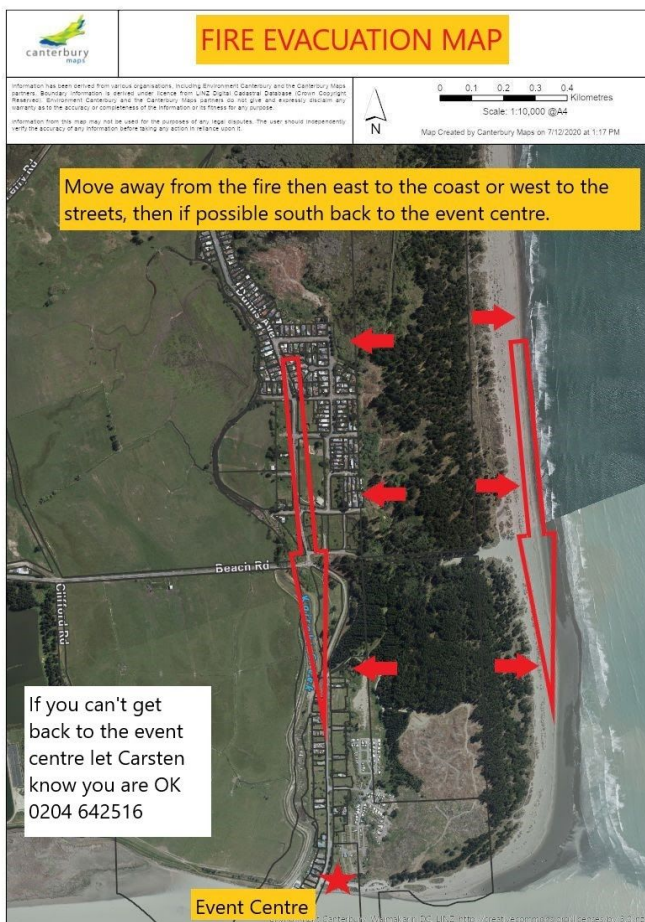 canterbury
maps
FIRE EVACUATION MAP
Information has been derived from various organisations, including Environment Canterbury and the Canterbury Maps
partners. Boundary information is derived under licence from LINZ Digital Cadastral Database (Crown Copyright
Reserved). Environment Canterbury and the Canterbury Maps partners do not give and expressly disclaim any
warranty as to the accuracy or completeness of the information or its fitness for any purpose.
Information from this map may not be used for the purposes of any legal disputes. The user should independently
verify the accuracy of any information before taking any action in reliance upon it.
N
0 0.1 0.2 0.3 0.4
Kilometres
Scale: 1:10,000 @A4
Map Created by Canterbury Maps on 7/12/2020 at 1:17 PM
Ferry Rd
Move away from the fire then east to the coast or west to the
streets, then if possible south back to the event centre.
Dunns Ave
Beach Rd
Clifford Rd
If you can't get
back to the event
centre let Carsten
know you are OK
0204 642516
Event Centre